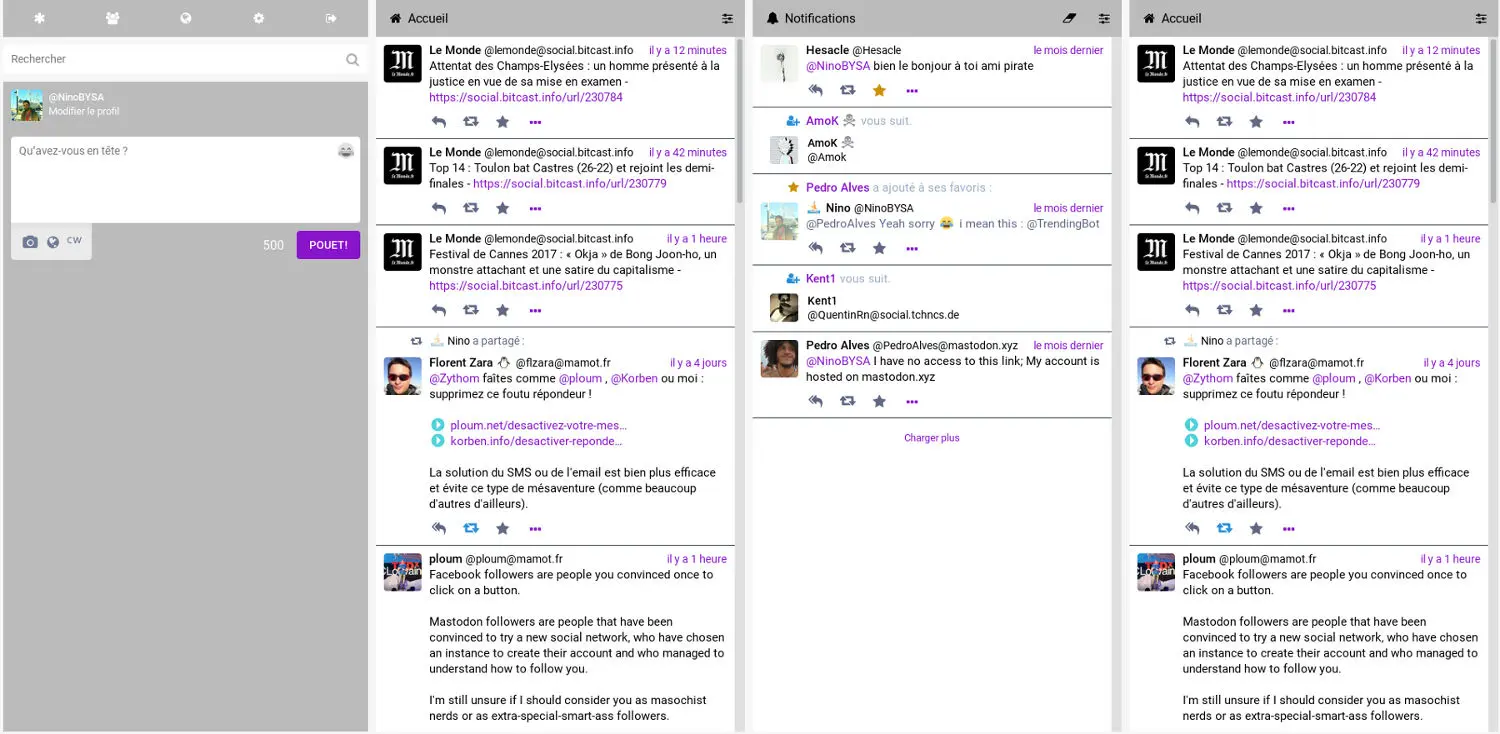 Rechercher
@NinoBYSA
Modifier le profil
Qu'avez-vous en tête ?
CW
500
POUET!
Accueil
Le Monde @lemonde@social.bitcast.info il y a 12 minutes
Attentat des Champs-Elysées : un homme présenté à la
justice en vue de sa mise en examen -
https://social.bitcast.info/url/230784
Le Monde @lemonde@social.bitcast.info il y a 42 minutes
Top 14 : Toulon bat Castres (26-22) et rejoint les demi-
finales - https://social.bitcast.info/url/230779
Le Monde @lemonde@social.bitcast.info il y a 1 heure
Festival de Cannes 2017 : « Okja » de Bong Joon-ho, un
monstre attachant et une satire du capitalisme -
https://social.bitcast.info/url/230775
Nino a partagé :
Florent Zara @flzara@mamot.fr il y a 4 jours
@Zythom faîtes comme @ploum , @Korben ou moi :
supprimez ce foutu répondeur !
ploum.net/desactivez-votre-mes…
korben.info/desactiver-reponde…
La solution du SMS ou de l'email est bien plus efficace
et évite ce type de mésaventure (comme beaucoup
d'autres d'ailleurs).
ploum @ploum@mamot.fr il y a 1 heure
Facebook followers are people you convinced once to
click on a button.
Mastodon followers are people that have been
convinced to try a new social network, who have chosen
an instance to create their account and who managed to
understand how to follow you.
I'm still unsure if I should consider you as masochist
nerds or as extra-special-smart-ass followers.
Notifications
Hesacle @Hesacle le mois dernier
@NinoBYSA bien le bonjour à toi ami pirate
AmoK vous suit.
AmoK
@Amok
Pedro Alves a ajouté à ses favoris :
Nino @NinoBYSA le mois dernier
@PedroAlves Yeah sorry i mean this : @TrendingBot
Kent1 vous suit.
Kent1
@QuentinRn@social.tchncs.de
Pedro Alves @PedroAlves@mastodon.xyz le mois dernier
@NinoBYSA I have no access to this link; My account is
hosted on mastodon.xyz
Charger plus
Accueil
Le Monde @lemonde@social.bitcast.info il y a 12 minutes
Attentat des Champs-Elysées : un homme présenté à la
justice en vue de sa mise en examen -
https://social.bitcast.info/url/230784
Le Monde @lemonde@social.bitcast.info il y a 42 minutes
Top 14 : Toulon bat Castres (26-22) et rejoint les demi-
finales - https://social.bitcast.info/url/230779
Le Monde @lemonde@social.bitcast.info il y a 1 heure
Festival de Cannes 2017 : « Okja » de Bong Joon-ho, un
monstre attachant et une satire du capitalisme -
https://social.bitcast.info/url/230775
Nino a partagé :
Florent Zara @flzara@mamot.fr il y a 4 jours
@Zythom faîtes comme @ploum , @Korben ou moi :
supprimez ce foutu répondeur !
ploum.net/desactivez-votre-mes…
korben.info/desactiver-reponde…
La solution du SMS ou de l'email est bien plus efficace
et évite ce type de mésaventure (comme beaucoup
d'autres d'ailleurs).
ploum @ploum@mamot.fr il y a 1 heure
Facebook followers are people you convinced once to
click on a button.
Mastodon followers are people that have been
convinced to try a new social network, who have chosen
an instance to create their account and who managed to
understand how to follow you.
I'm still unsure if I should consider you as masochist
nerds or as extra-special-smart-ass followers.